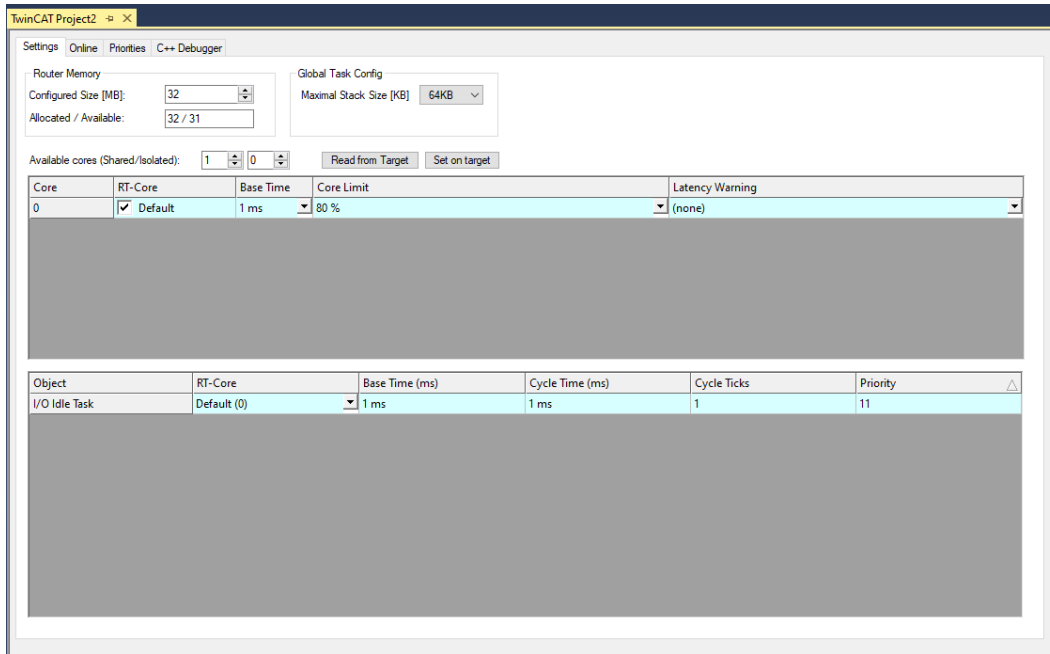 TwinCAT Project2
Settings Online Priorities C++ Debugger
Router Memory
Configured Size [MB]: 32
Allocated / Available: 32 / 31
Global Task Config
Maximal Stack Size [KB] 64KB
Available cores (Shared/Isolated): 1 0 Read from Target Set on target
Core RT-Core Base Time Core Limit Latency Warning
0 Default 1 ms 80 % (none)
Object RT-Core Base Time (ms) Cycle Time (ms) Cycle Ticks Priority
I/O Idle Task Default (0) 1 ms 1 ms 1 11